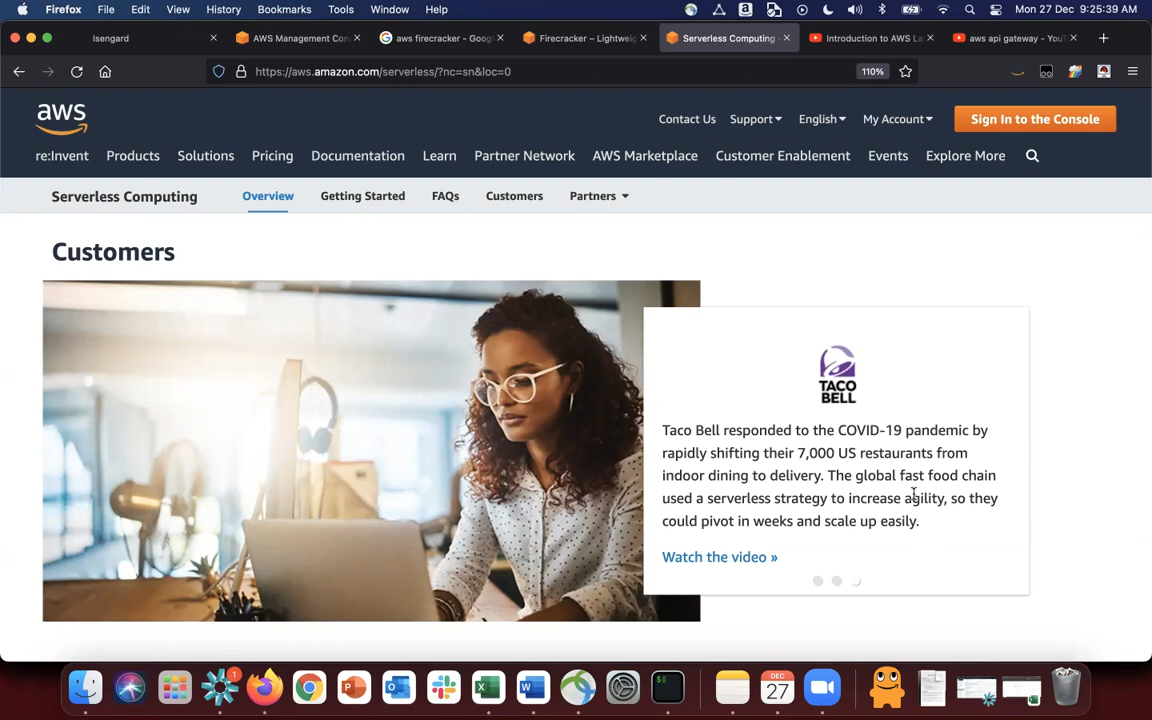 Firefox File Edit View History Bookmarks Tools Window Help Mon 27 Dec 9:25:39 AM
Isengard AWS Management Con aws firecracker - Goog Firecracker – Lightweig Serverless Computing - Introduction to AWS La aws api gateway - YouT
https://aws.amazon.com/serverless/?nc=sn&loc=0 110%
aws
Contact Us Support English My Account Sign In to the Console
re:Invent Products Solutions Pricing Documentation Learn Partner Network AWS Marketplace Customer Enablement Events Explore More
Serverless Computing Overview Getting Started FAQs Customers Partners
Customers
TACO
BELL
Taco Bell responded to the COVID-19 pandemic by
rapidly shifting their 7,000 US restaurants from
indoor dining to delivery. The global fast food chain
used a serverless strategy to increase agility, so they
could pivot in weeks and scale up easily.
Watch the video »
1
DEC
27